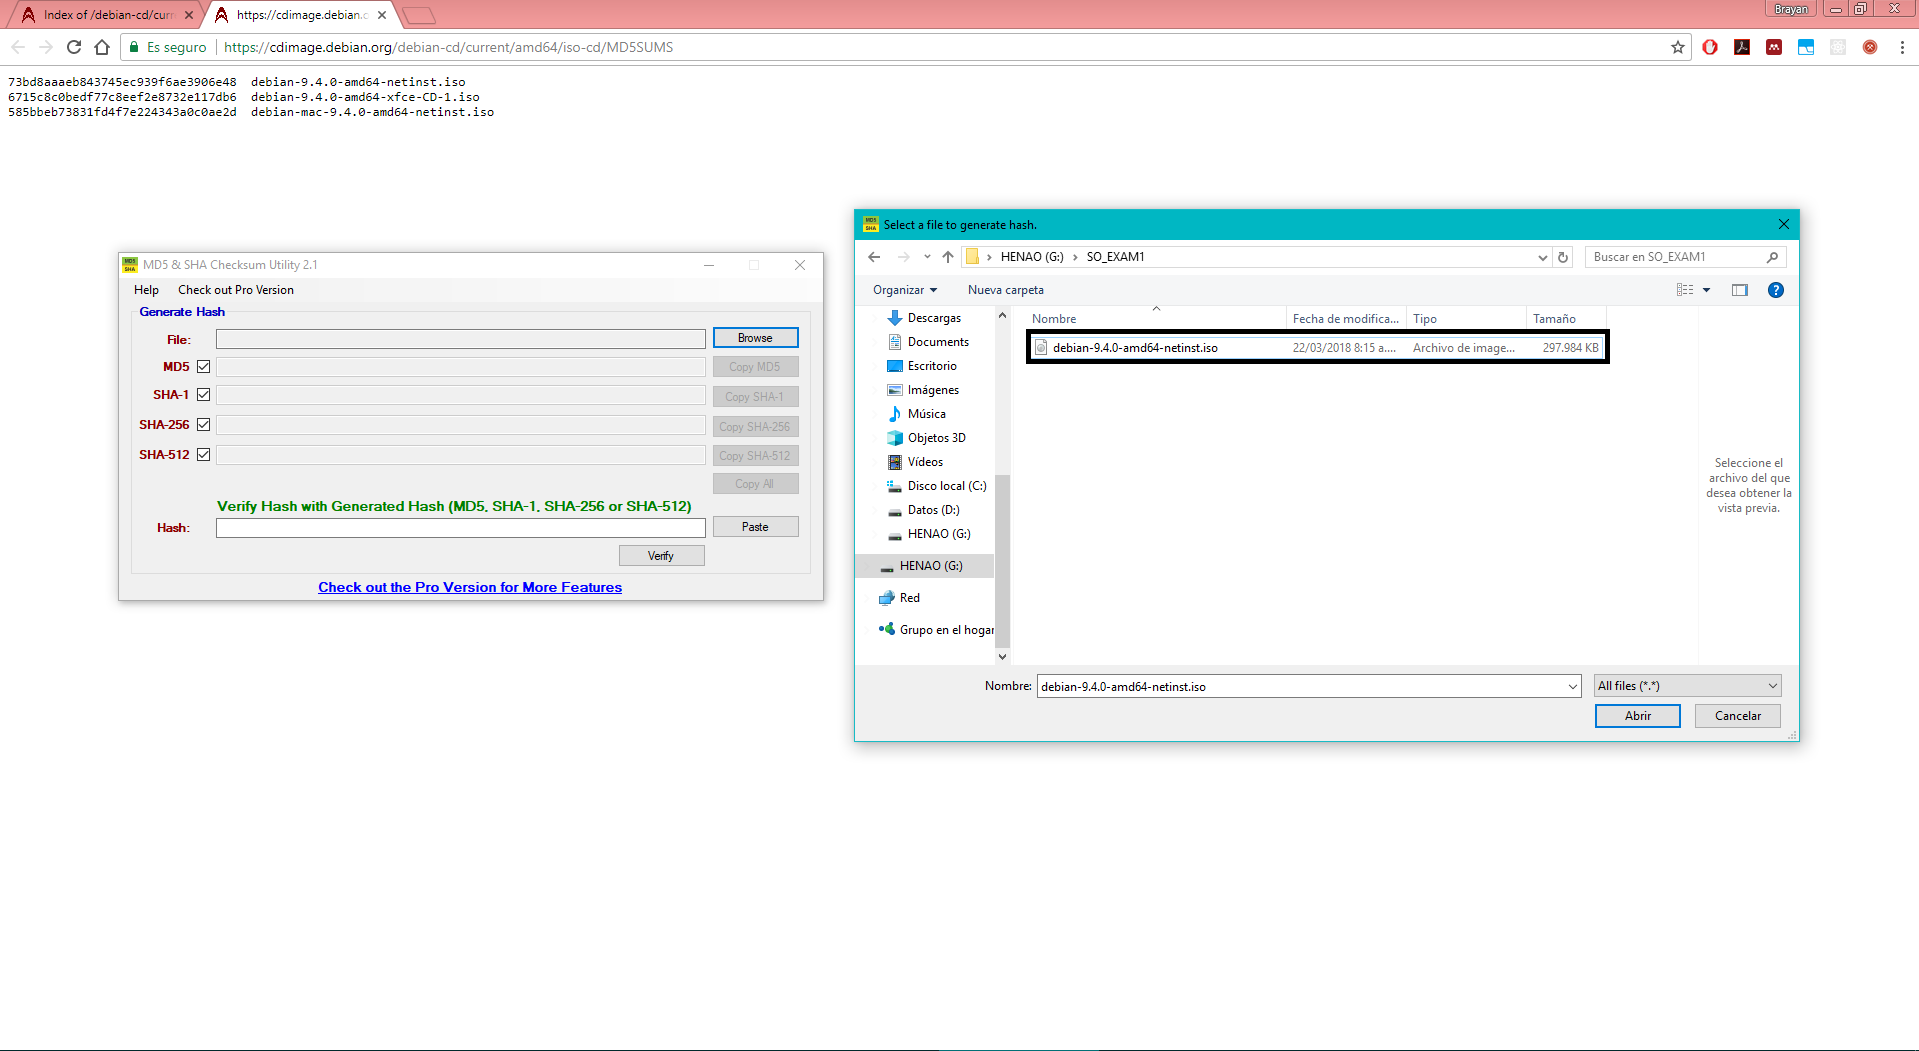 Index of /debian-cd/curr
https://cdimage.debian.o
Brayan
Es seguro
https://cdimage.debian.org/debian-cd/current/amd64/iso-cd/MD5SUMS
73bd8aaaeb843745ec939f6ae3906e48  debian-9.4.0-amd64-netinst.iso
6715c8c0bedf77c8eef2e8732e117db6  debian-9.4.0-amd64-xfce-CD-1.iso
585bbeb73831fd4f7e224343a0c0ae2d  debian-mac-9.4.0-amd64-netinst.iso
MD5 SHA
MD5 & SHA Checksum Utility 2.1
Help
Check out Pro Version
Generate Hash
File:
Browse
MD5
Copy MD5
SHA-1
Copy SHA-1
SHA-256
Copy SHA-256
SHA-512
Copy SHA-512
Copy All
Verify Hash with Generated Hash (MD5, SHA-1, SHA-256 or SHA-512)
Hash:
Paste
Verify
Check out the Pro Version for More Features
MD5 SHA
Select a file to generate hash.
HENAO (G:) › SO_EXAM1
Buscar en SO_EXAM1
Organizar
Nueva carpeta
?
Descargas
Documents
Escritorio
Imágenes
Música
Objetos 3D
Vídeos
Disco local (C:)
Datos (D:)
HENAO (G:)
HENAO (G:)
Red
Grupo en el hogar
Nombre
Fecha de modifica...
Tipo
Tamaño
debian-9.4.0-amd64-netinst.iso
22/03/2018 8:15 a....
Archivo de image...
297.984 KB
Seleccione el
archivo del que
desea obtener la
vista previa.
Nombre:
debian-9.4.0-amd64-netinst.iso
All files (*.*)
Abrir
Cancelar